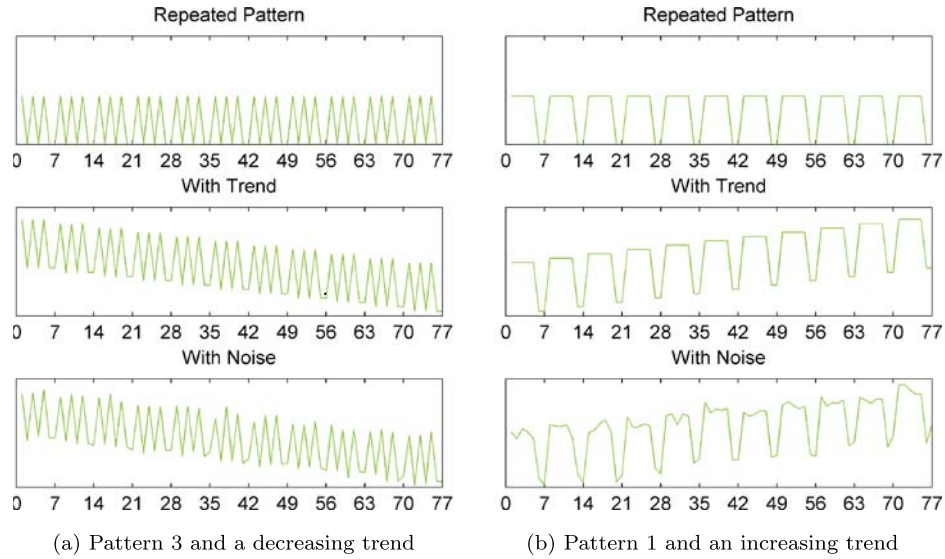 Repeated Pattern
0 7 14 21 28 35 42 49 56 63 70 77
With Trend
0 7 14 21 28 35 42 49 56 63 70 77
With Noise
0 7 14 21 28 35 42 49 56 63 70 77
(a) Pattern 3 and a decreasing trend
Repeated Pattern
0 7 14 21 28 35 42 49 56 63 70 77
With Trend
0 7 14 21 28 35 42 49 56 63 70 77
With Noise
0 7 14 21 28 35 42 49 56 63 70 77
(b) Pattern 1 and an increasing trend